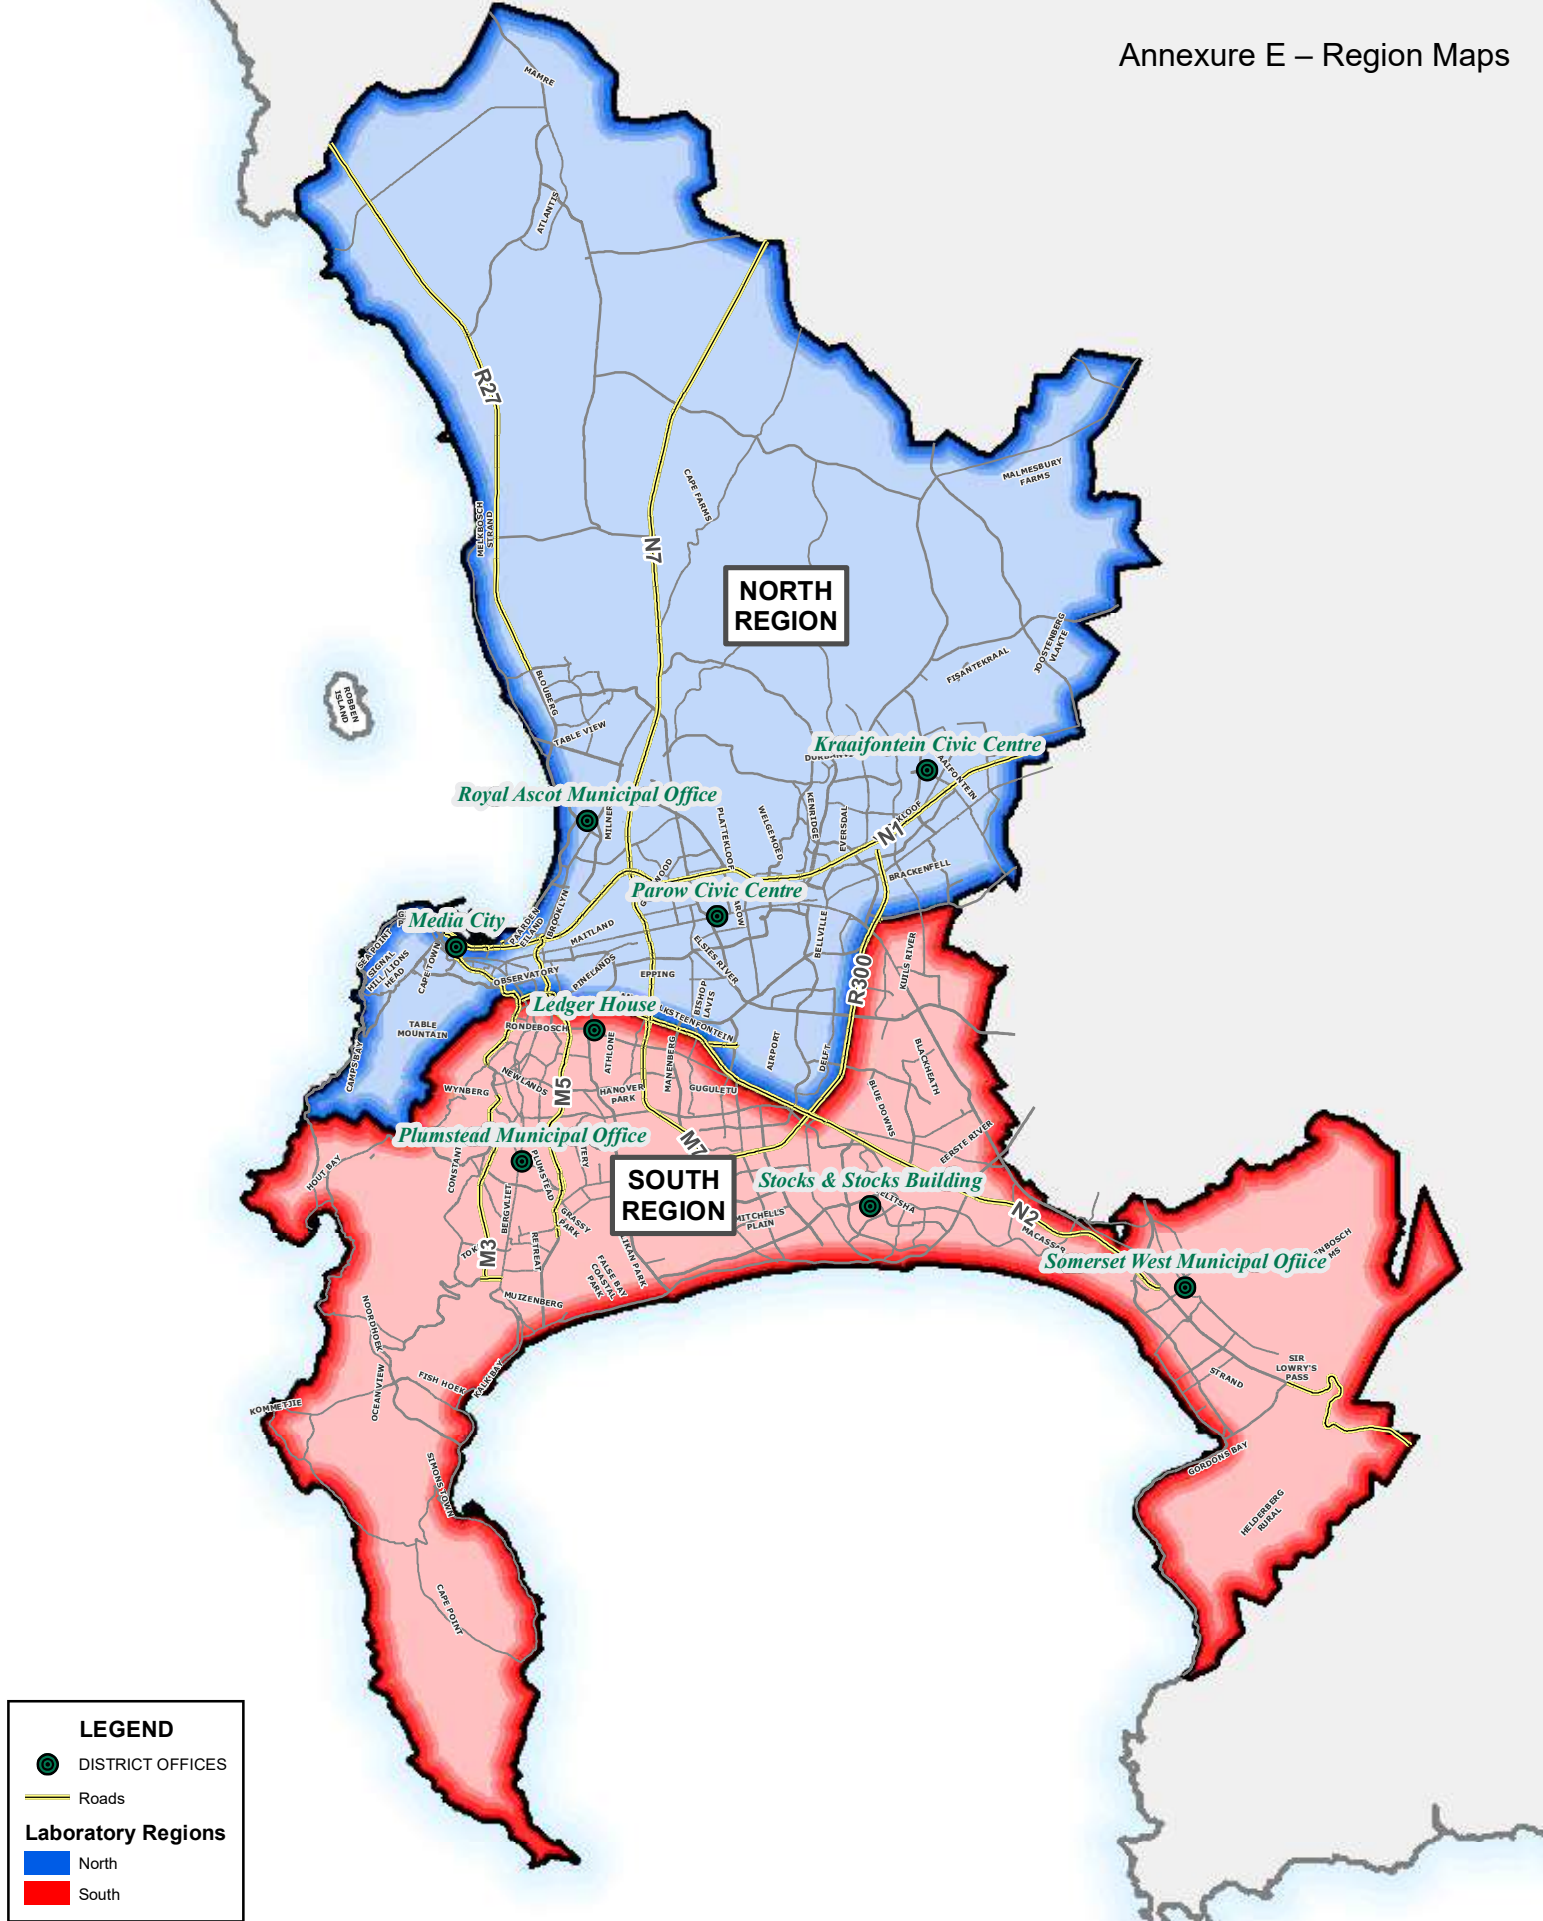 Annexure E – Region Maps
MAMRE
ATLANTIS
R27
CAPE FARMS
MALMESBURY
FARMS
MELKBOSCH
STRAND
N7
NORTH
REGION
JOOSTENBERG
VLAKTE
FISANTEKRAAL
ROBBEN
ISLAND
BLOUBERG
TABLE VIEW
Kraaifontein Civic Centre
Royal Ascot Municipal Office
PLATTEKLOOF
WELGEMOED
KENRIDGE
EVERSDAL
KLOOF
N1
BRACKENFELL
Parow Civic Centre
Media City
PAARDEN
EILAND
BROOKLYN
MAITLAND
BELLVILLE
SEAPOINT
SIGNAL
HILL/LIONS
HEAD
CAPE TOWN
OBSERVATORY
PINELANDS
EPPING
ELSIES RIVER
BISHOP
LAVIS
R300
KUILS RIVER
Ledger House
TABLE
MOUNTAIN
RONDEBOSCH
ATHLONE
MANENBERG
AIRPORT
DELFT
BLACKHEATH
CAMPS BAY
WYNBERG
NEWLANDS
M5
HANOVER
PARK
GUGULETU
BLUE DOWNS
EERSTE RIVER
Plumstead Municipal Office
M7
HOUT BAY
PLUMSTEAD
SOUTH
REGION
Stocks & Stocks Building
BERGVLIET
GRASSY
PARK
MITCHELLS
PLAIN
N2
MACASSAR
M3
RETREAT
FALSE BAY
COASTAL
PARK
Somerset West Municipal Ofiice
MUIZENBERG
NOORDHOEK
OCEAN VIEW
FISH HOEK
KALK BAY
KOMMETJIE
SIR
LOWRY'S
PASS
STRAND
GORDONS BAY
SIMONS TOWN
HELDERBERG
RURAL
CAPE POINT
LEGEND
DISTRICT OFFICES
Roads
Laboratory Regions
North
South